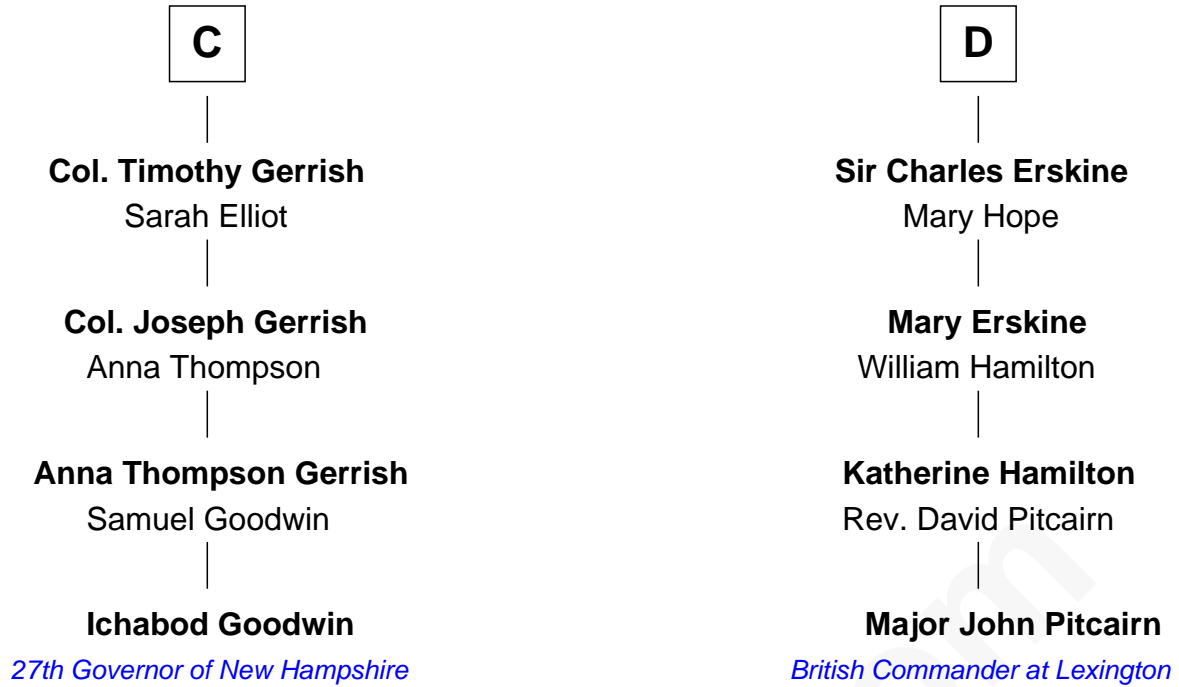 C
Col. Timothy Gerrish
Sarah Elliot
Col. Joseph Gerrish
Anna Thompson
Anna Thompson Gerrish
Samuel Goodwin
Ichabod Goodwin
27th Governor of New Hampshire
D
Sir Charles Erskine
Mary Hope
Mary Erskine
William Hamilton
Katherine Hamilton
Rev. David Pitcairn
Major John Pitcairn
British Commander at Lexington